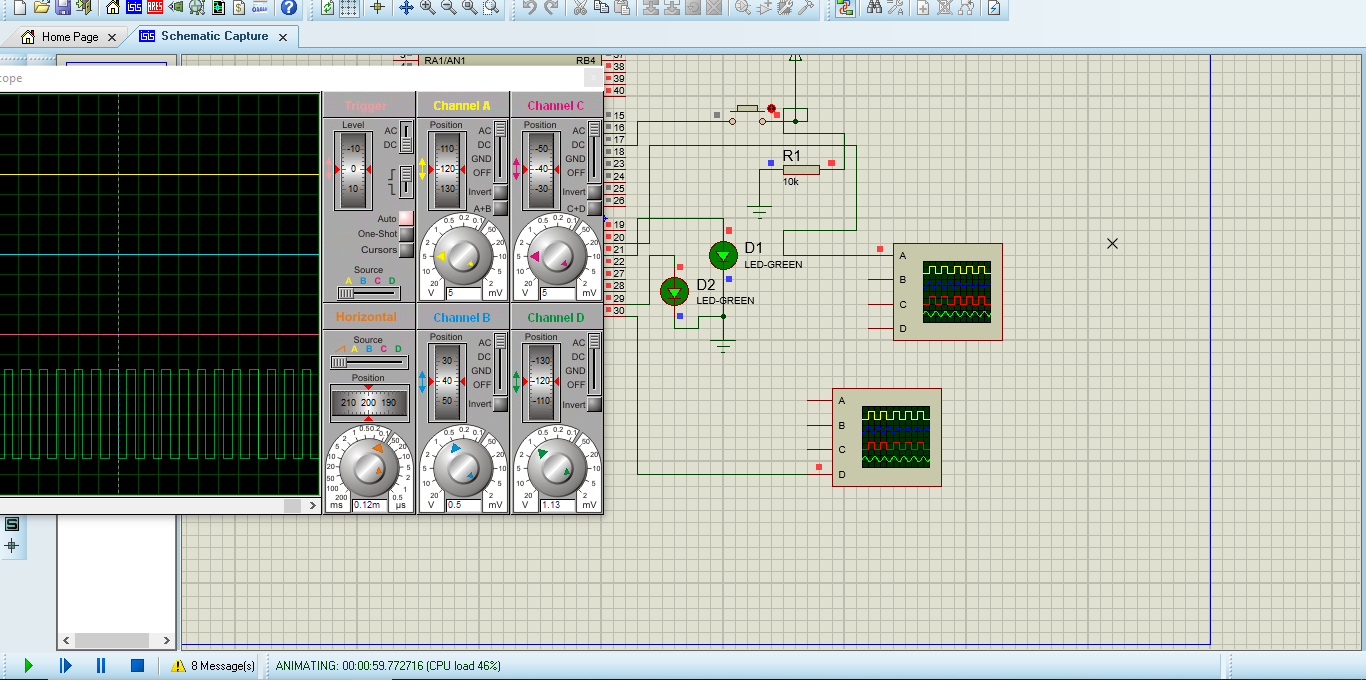 Home Page
Schematic Capture
RA1/AN1
RB4
38
39
40
15
16
17
18
23
24
25
26
19
20
21
22
27
28
29
30
cope
Trigger
Level
AC
DC
-10
0
10
Auto
One-Shot
Cursors
Source
A B C D
Horizontal
Source
A B C D
Position
210 200 190
ms
0.12m
µs
Channel A
Position
110
120
130
AC
DC
GND
OFF
Invert
A+B
V
5
mV
Channel C
Position
-50
-40
-30
AC
DC
GND
OFF
Invert
C+D
V
5
mV
Channel B
Position
30
40
50
AC
DC
GND
OFF
Invert
V
0.5
mV
Channel D
Position
-130
-120
-110
AC
DC
GND
OFF
Invert
V
1.13
mV
R1
10k
D1
LED-GREEN
D2
LED-GREEN
A
B
C
D
A
B
C
D
8 Message(s)
ANIMATING: 00:00:59.772716 (CPU load 46%)